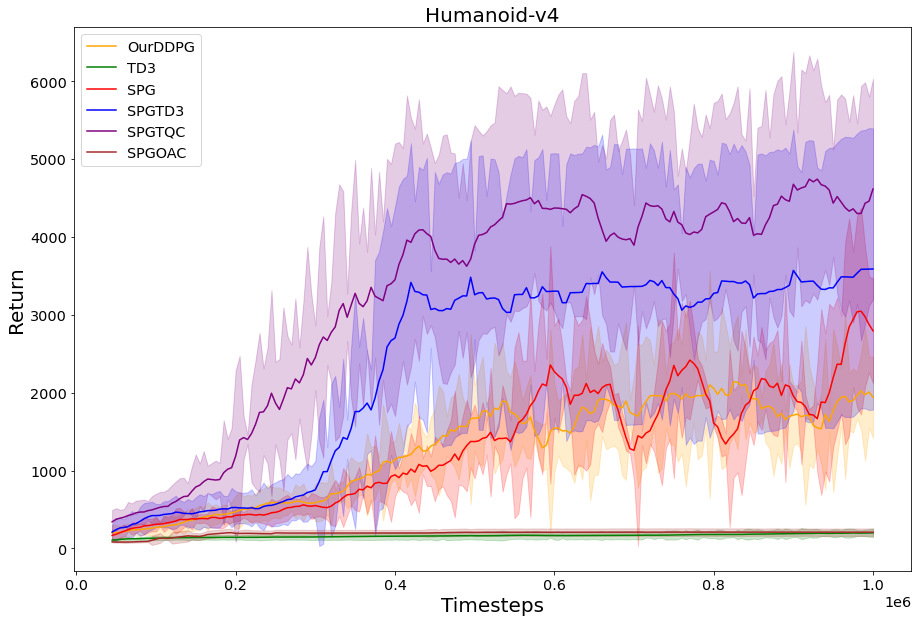 Humanoid-v4
OurDDPG
TD3
SPG
SPGTD3
SPGTQC
SPGOAC
Return
6000
5000
4000
3000
2000
1000
0
0.0 0.2 0.4 0.6 0.8 1.0
1e6
Timesteps